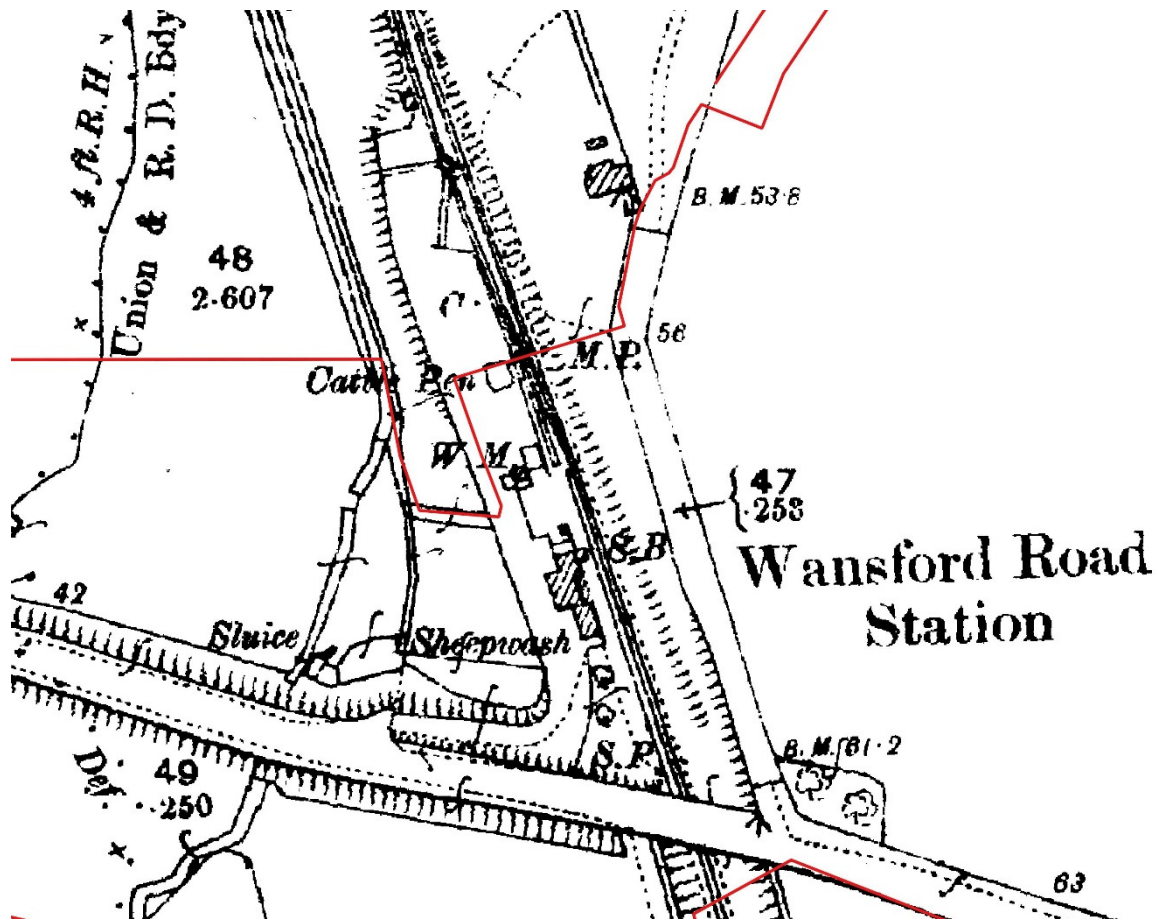 4 ft. R. H.
Union & R. D. Bdy
B. M. 53·8
48
2·607
56
M. P.
Cattle Pen
W. M.
47
·258
S. B
Wansford Road
Station
42
Sluice
Sheepwash
B. M. 61·2
S. P.
49
·250
Def.
63